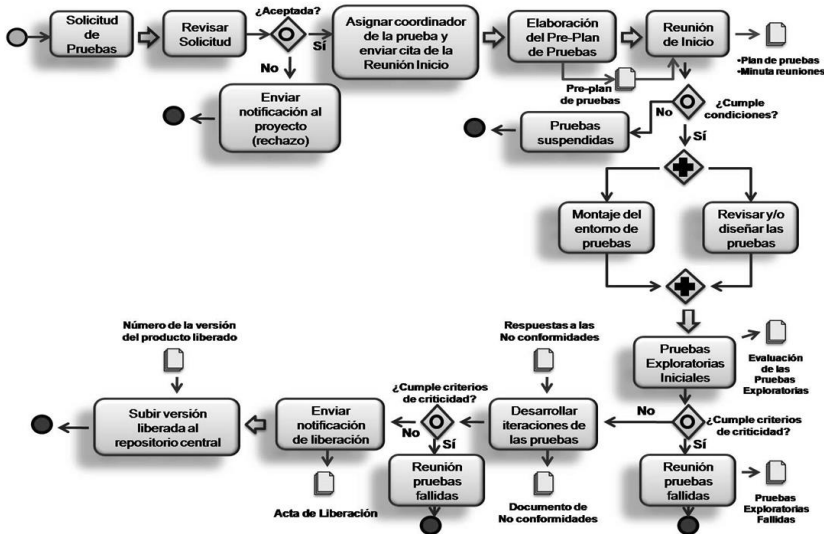 Solicitud
de
Pruebas
Revisar
Solicitud
¿Aceptada?
Sí
No
Enviar
notificación al
proyecto
(rechazo)
Asignar coordinador
de la prueba y
enviar cita de la
Reunión Inicio
Elaboración
del Pre-Plan
de Pruebas
Pre-plan
de pruebas
Reunión
de Inicio
•Plan de pruebas
•Minuta reuniones
¿Cumple
condiciones?
No
Sí
Pruebas
suspendidas
Montaje del
entorno de
pruebas
Revisar y/o
diseñar las
pruebas
Pruebas
Exploratorias
Iniciales
Evaluación
de las
Pruebas
Exploratorias
¿Cumple criterios
de criticidad?
No
Sí
Reunión
pruebas
fallidas
Pruebas
Exploratorias
Fallidas
Respuestas a las
No conformidades
Desarrollar
iteraciones de
las pruebas
Documento de
No conformidades
¿Cumple criterios
de criticidad?
No
Sí
Reunión
pruebas
fallidas
Enviar
notificación
de liberación
Acta de Liberación
Número de la versión
del producto liberado
Subir versión
liberada al
repositorio central